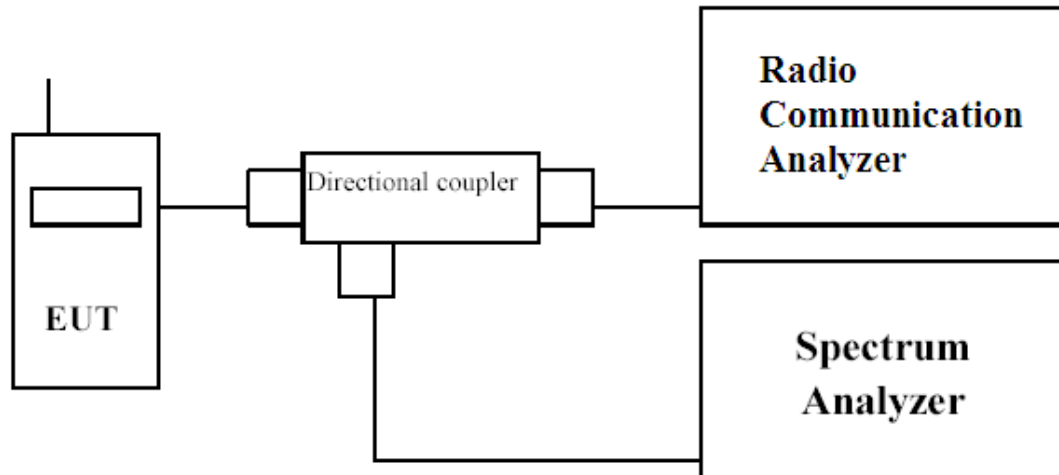 Radio
Communication
Analyzer
Directional coupler
EUT
Spectrum
Analyzer